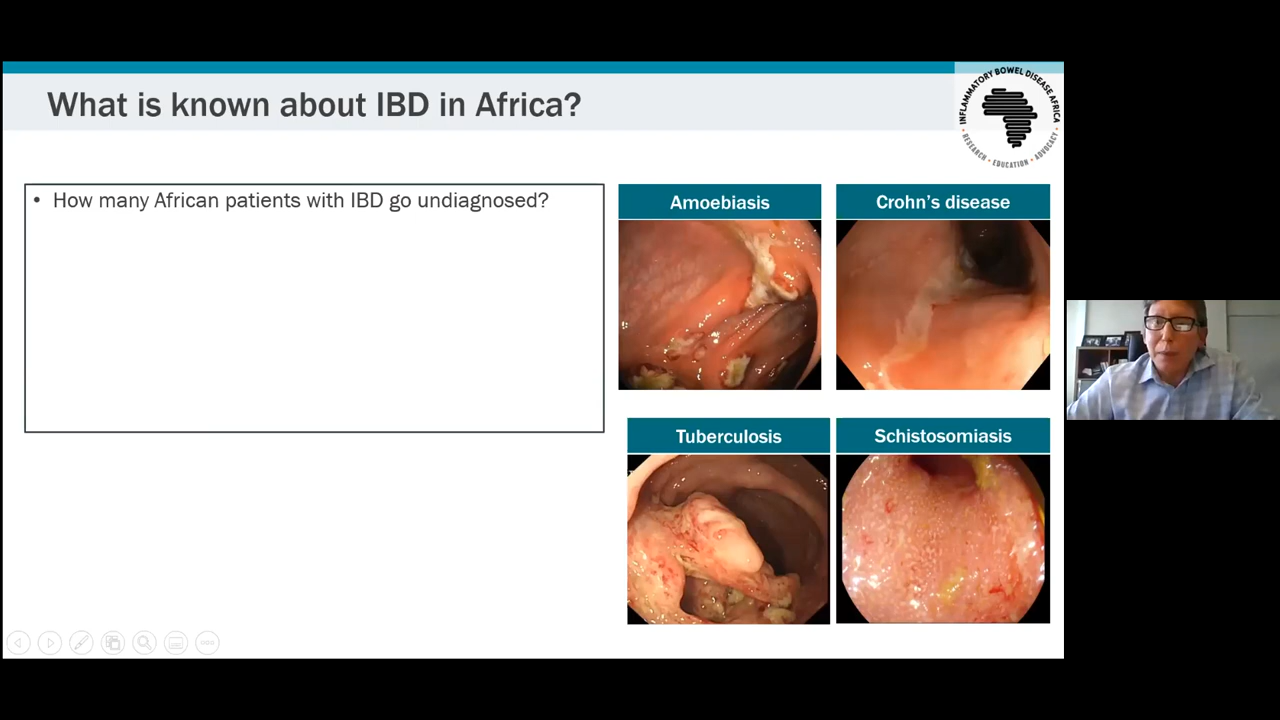 What is known about IBD in Africa?
INFLAMMATORY BOWEL DISEASE AFRICA
RESEARCH • EDUCATION • ADVOCACY
• How many African patients with IBD go undiagnosed?
Amoebiasis
Crohn's disease
Tuberculosis
Schistosomiasis